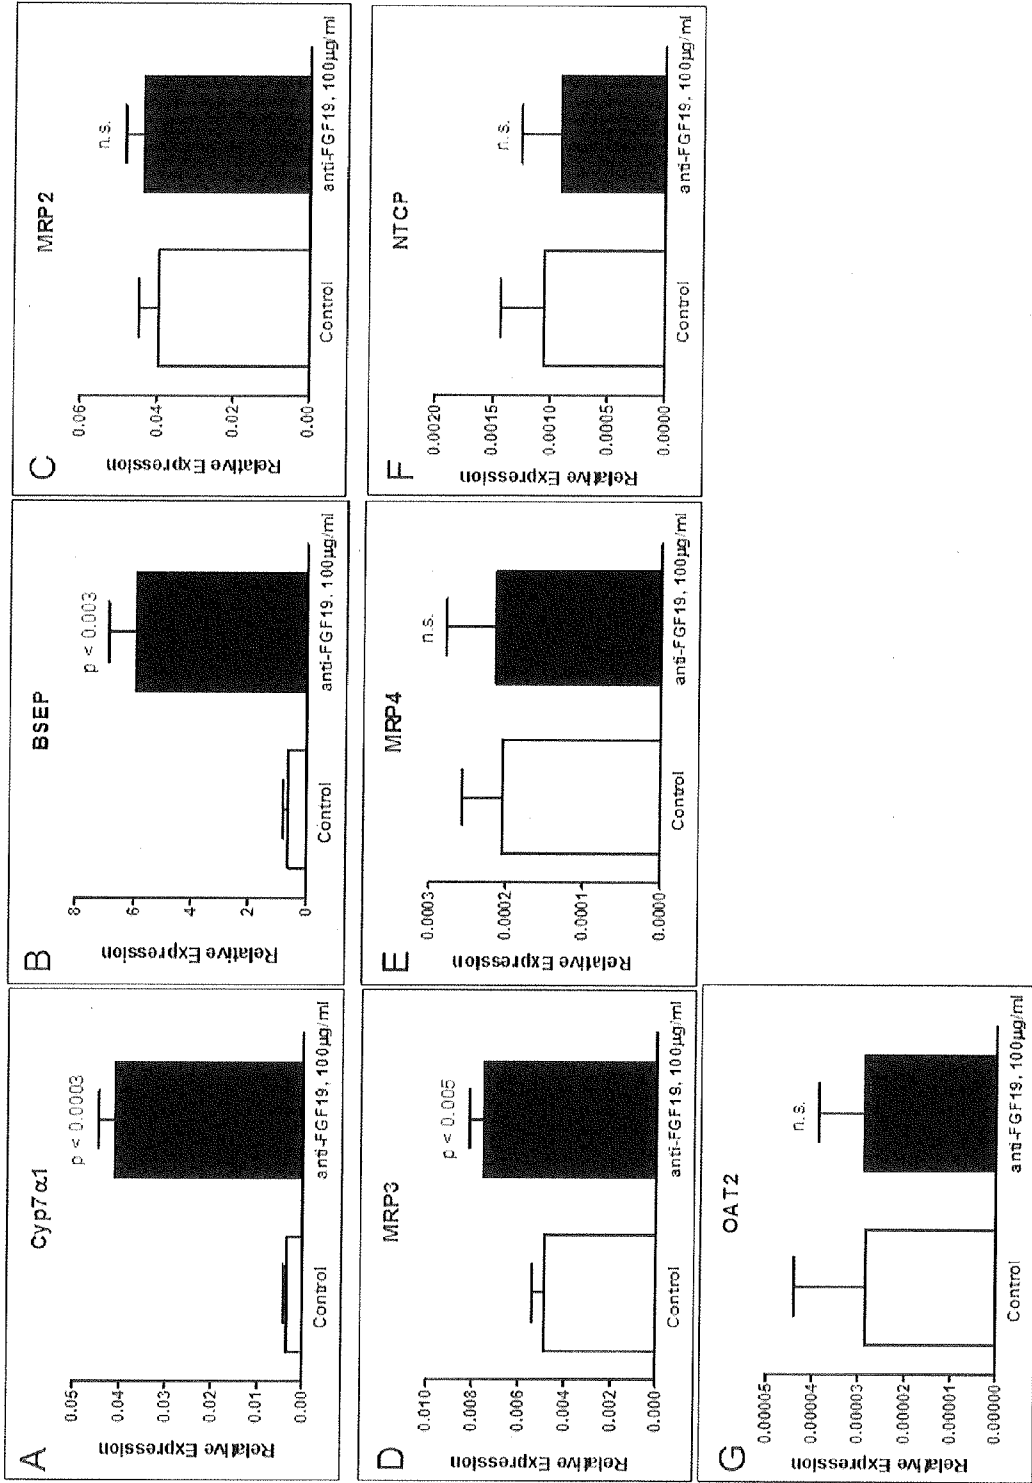 A
Cyp7α1
Relative Expression
0.05
0.04
0.03
0.02
0.01
0.00
p < 0.0003
Control
anti-FGF19, 100µg/ml
B
BSEP
Relative Expression
8
6
4
2
0
p < 0.003
Control
anti-FGF19, 100µg/ml
C
MRP2
Relative Expression
0.06
0.04
0.02
0.00
n.s.
Control
anti-FGF19, 100µg/ml
D
MRP3
Relative Expression
0.010
0.008
0.006
0.004
0.002
0.000
p < 0.005
Control
anti-FGF19, 100µg/ml
E
MRP4
Relative Expression
0.0003
0.0002
0.0001
0.0000
n.s.
Control
anti-FGF19, 100µg/ml
F
NTCP
Relative Expression
0.0020
0.0015
0.0010
0.0005
0.0000
n.s.
Control
anti-FGF19, 100µg/ml
G
OAT2
Relative Expression
0.00005
0.00004
0.00003
0.00002
0.00001
0.00000
n.s.
Control
anti-FGF19, 100µg/ml